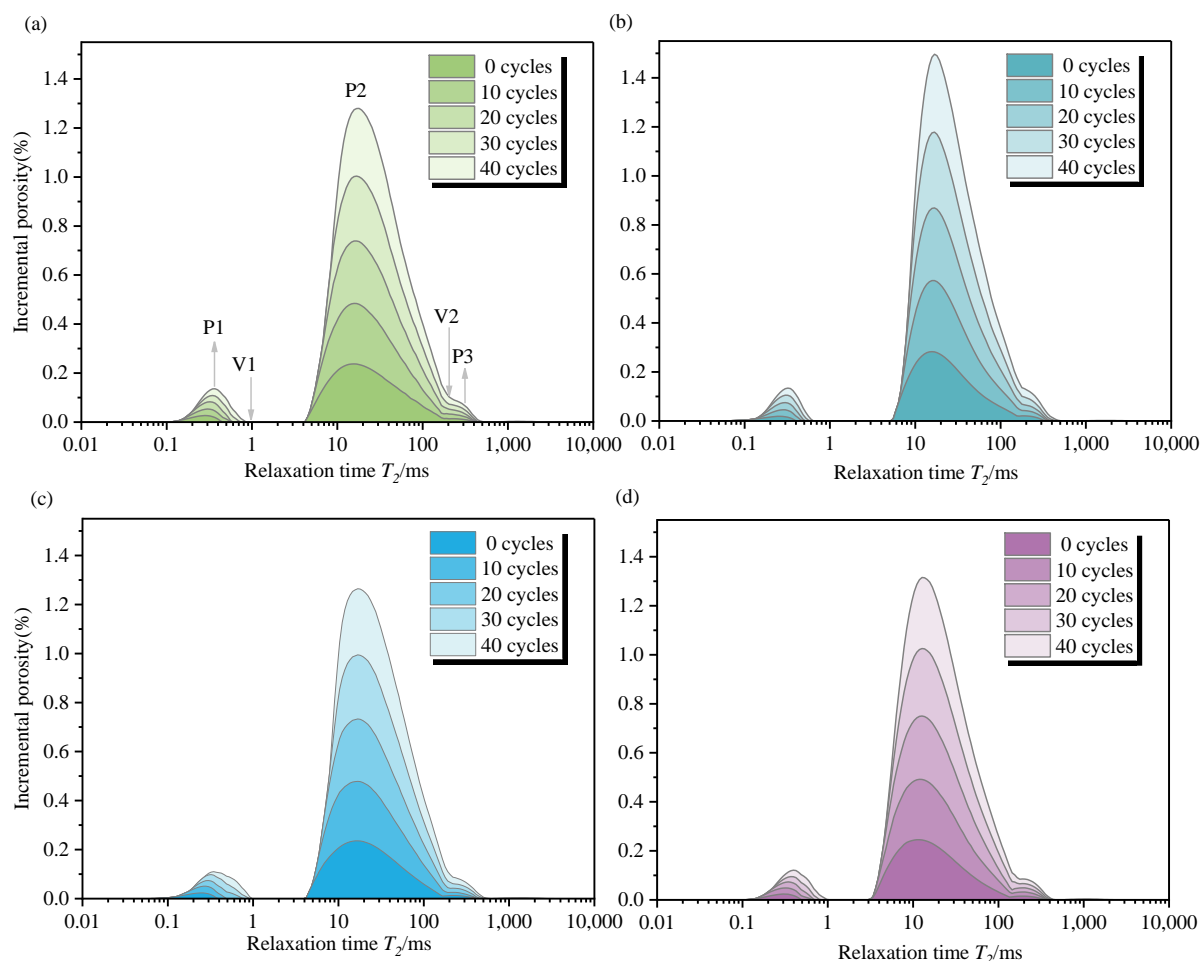 (a)
Incremental porosity(%)
1.4
1.2
1.0
0.8
0.6
0.4
0.2
0.0
0.01
0.1
1
10
100
1,000
10,000
Relaxation time T2/ms
P1
V1
P2
V2
P3
0 cycles
10 cycles
20 cycles
30 cycles
40 cycles
(b)
1.4
1.2
1.0
0.8
0.6
0.4
0.2
0.0
0.01
0.1
1
10
100
1,000
10,000
Relaxation time T2/ms
0 cycles
10 cycles
20 cycles
30 cycles
40 cycles
(c)
Incremental porosity(%)
1.4
1.2
1.0
0.8
0.6
0.4
0.2
0.0
0.01
0.1
1
10
100
1,000
10,000
Relaxation time T2/ms
0 cycles
10 cycles
20 cycles
30 cycles
40 cycles
(d)
1.4
1.2
1.0
0.8
0.6
0.4
0.2
0.0
0.01
0.1
1
10
100
1,000
10,000
Relaxation time T2/ms
0 cycles
10 cycles
20 cycles
30 cycles
40 cycles